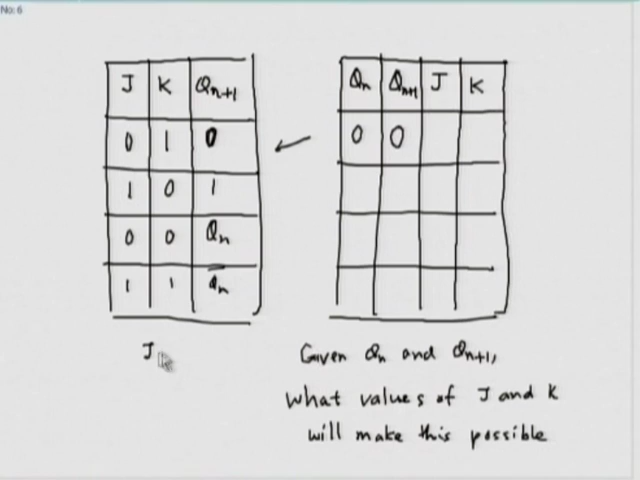 No: 6
J K Qn+1
0 1 0
1 0 1
0 0 Qn
1 1 Q̅n
J
Qn Qn+1 J K
0 0
Given Qn and Qn+1,
what values of J and K
will make this possible